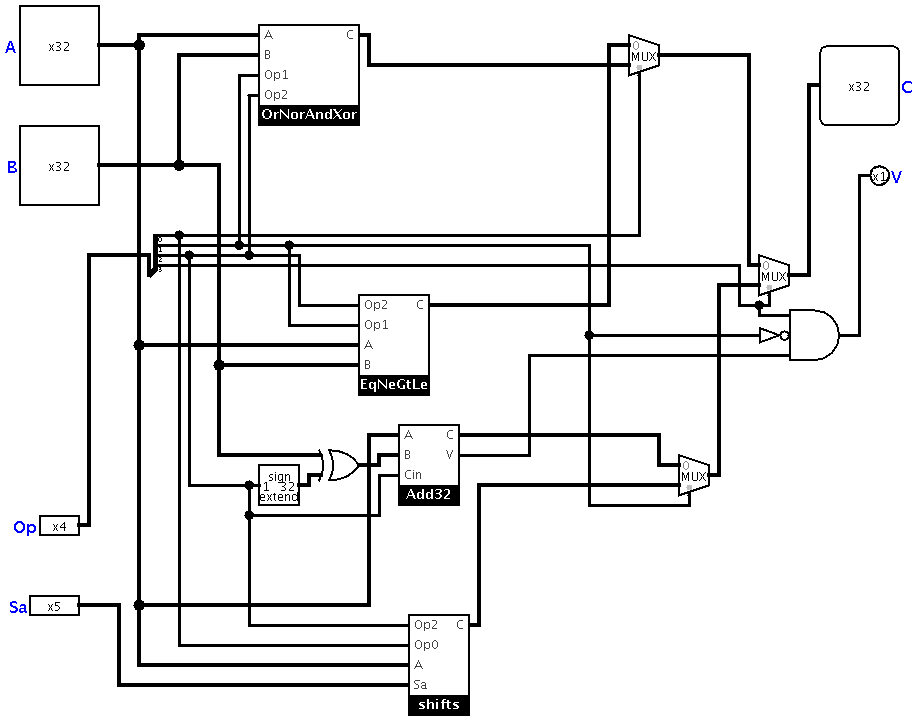 A
x32
A
B
Op1
Op2
C
OrNorAndXor
0
MUX
x32
C
B
x32
x1
V
0
1
2
3
0
MUX
Op2
Op1
A
B
C
EqNeGtLe
A
B
Cin
C
V
Add32
sign
1 32
extend
0
MUX
Op
x4
Sa
x5
Op2
Op0
A
Sa
C
shifts